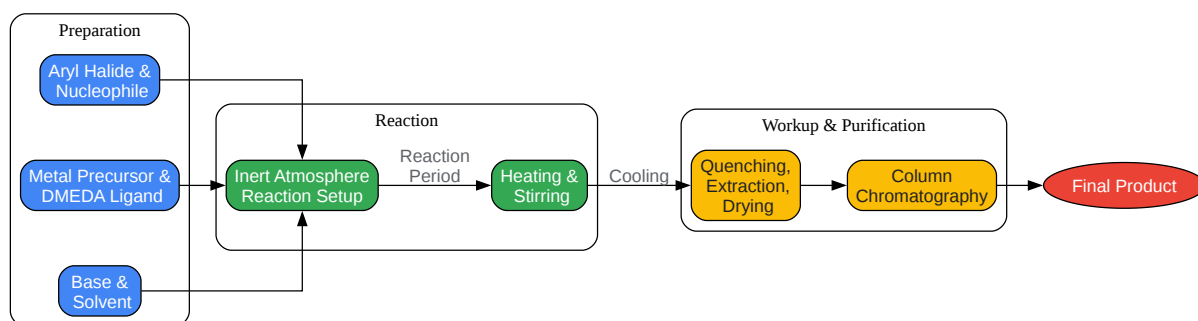 Preparation
Aryl Halide &
Nucleophile
Metal Precursor &
DMEDA Ligand
Base &
Solvent
Reaction
Inert Atmosphere
Reaction Setup
Reaction
Period
Heating &
Stirring
Cooling
Workup & Purification
Quenching,
Extraction,
Drying
Column
Chromatography
Final Product